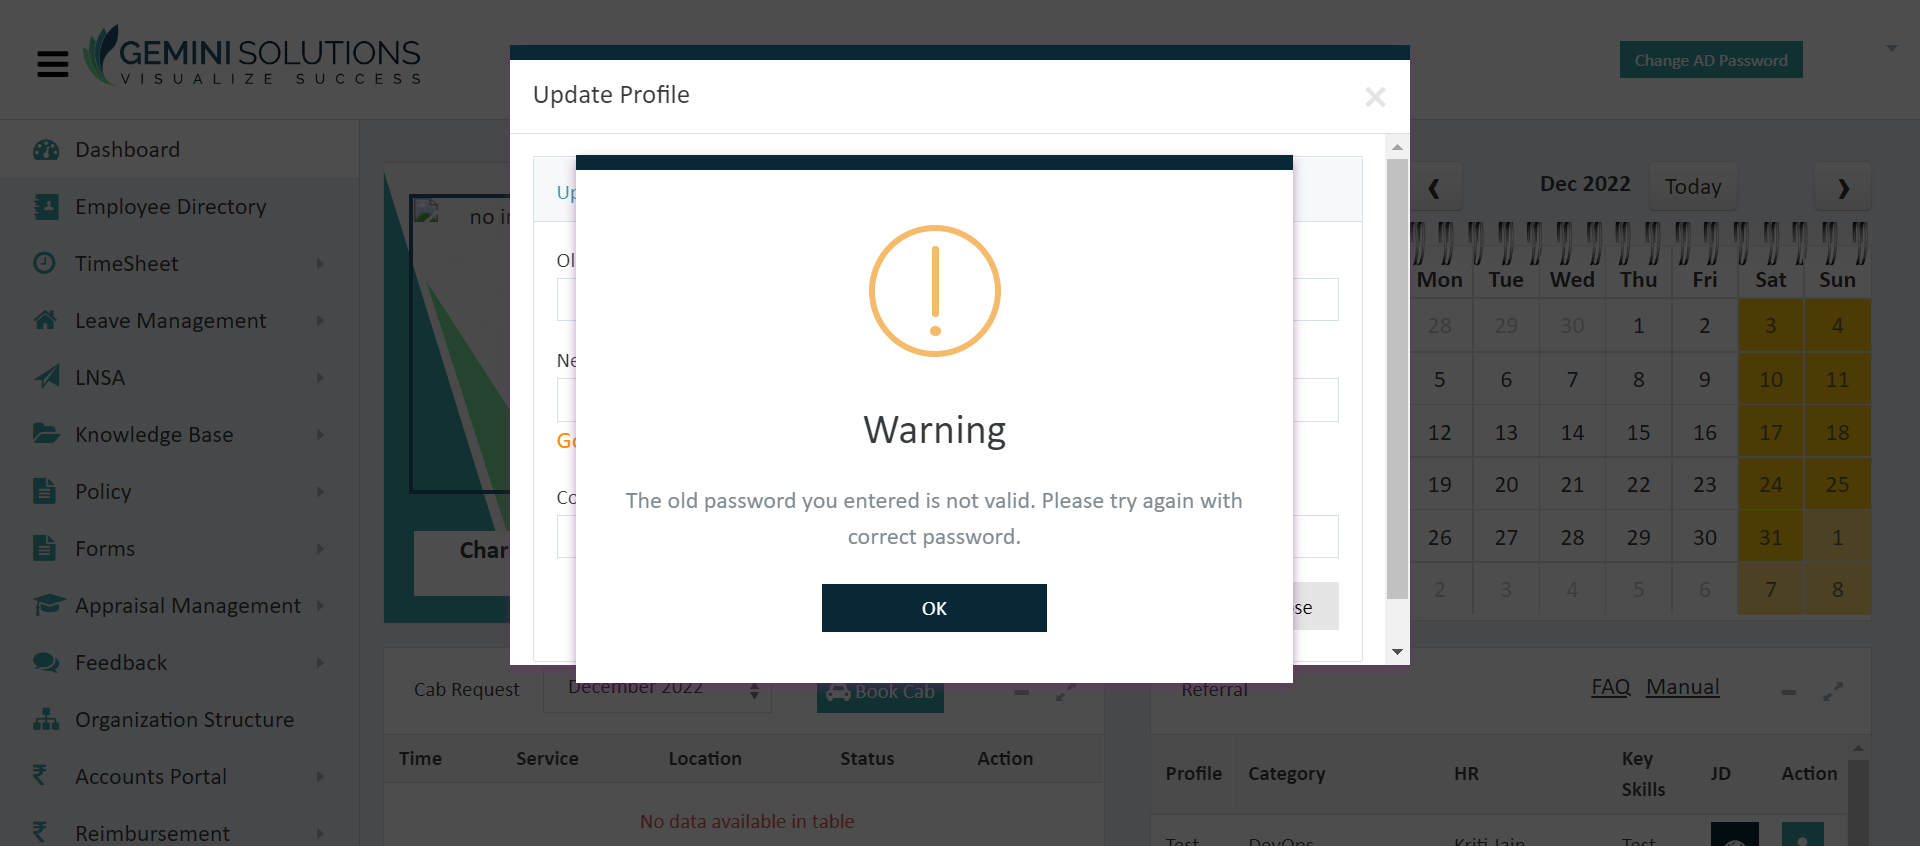 GEMINI SOLUTIONS
VISUALIZE SUCCESS
Change AD Password
Update Profile
Dashboard
Employee Directory
TimeSheet
Leave Management
LNSA
Knowledge Base
Policy
Forms
Appraisal Management
Feedback
Organization Structure
Accounts Portal
Reimbursement
no
Warning
The old password you entered is not valid. Please try again with
correct password.
OK
Dec 2022
Today
Mon Tue Wed Thu Fri Sat Sun
28 29 30 1 2 3 4
5 6 7 8 9 10 11
12 13 14 15 16 17 18
19 20 21 22 23 24 25
26 27 28 29 30 31 1
2 3 4 5 6 7 8
Cab Request
December 2022
Book Cab
Time Service Location Status Action
No data available in table
Referral
FAQ Manual
Profile Category HR Key Skills JD Action
Test DevOps Kriti Jain Test